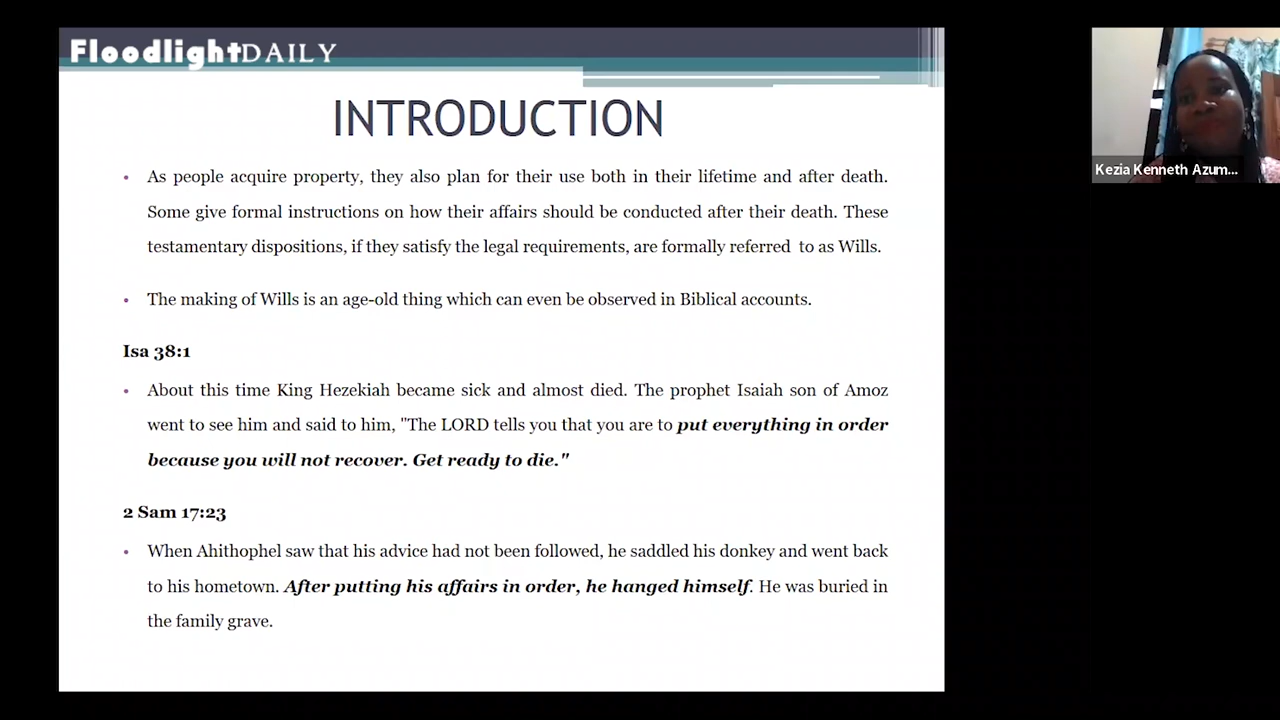 FloodlightDAILY
INTRODUCTION
• As people acquire property, they also plan for their use both in their lifetime and after death.
Some give formal instructions on how their affairs should be conducted after their death. These
testamentary dispositions, if they satisfy the legal requirements, are formally referred to as Wills.
• The making of Wills is an age-old thing which can even be observed in Biblical accounts.
Isa 38:1
• About this time King Hezekiah became sick and almost died. The prophet Isaiah son of Amoz
went to see him and said to him, "The LORD tells you that you are to put everything in order
because you will not recover. Get ready to die."
2 Sam 17:23
• When Ahithophel saw that his advice had not been followed, he saddled his donkey and went back
to his hometown. After putting his affairs in order, he hanged himself. He was buried in
the family grave.
Kezia Kenneth Azum...